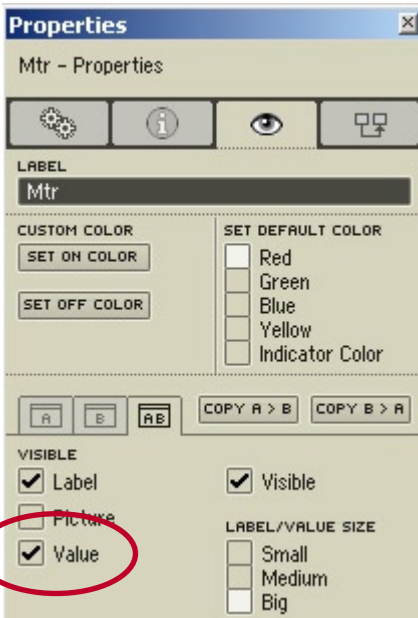 Properties
Mtr - Properties
LABEL
Mtr
CUSTOM COLOR
SET ON COLOR
SET OFF COLOR
SET DEFAULT COLOR
Red
Green
Blue
Yellow
Indicator Color
A
B
AB
COPY A > B
COPY B > A
VISIBLE
Label
Picture
Value
Visible
LABEL/VALUE SIZE
Small
Medium
Big